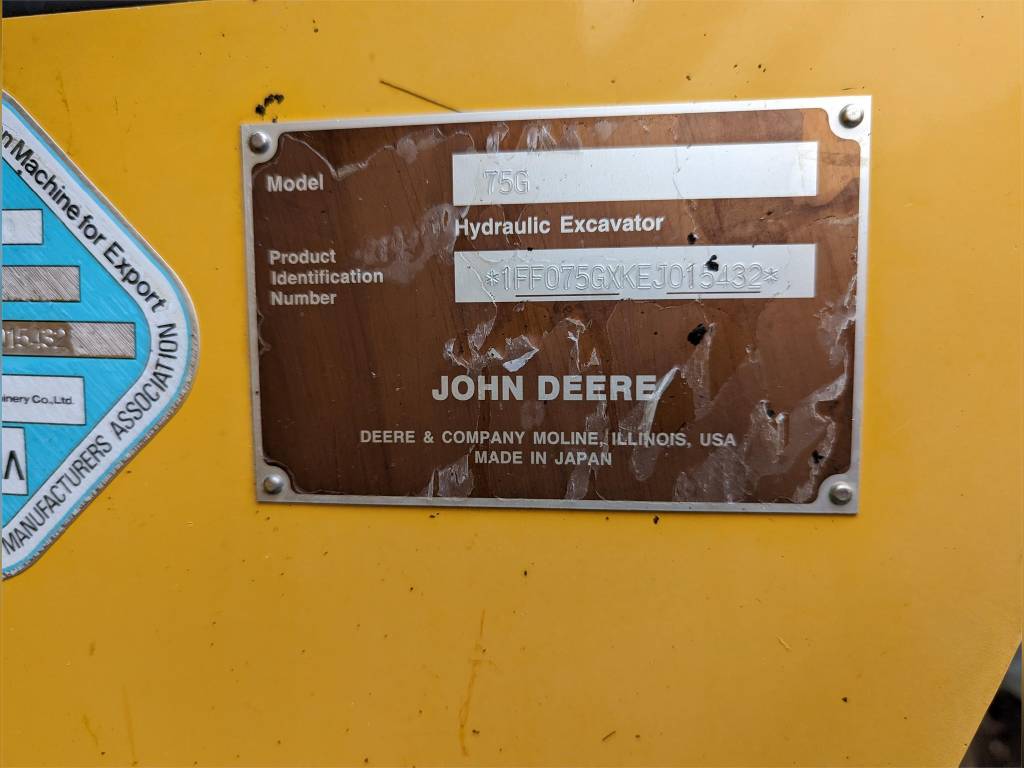 n Machine for Export
015432
inery Co., Ltd.
MANUFACTURERS ASSOCIATION
Model 75G
Hydraulic Excavator
Product
Identification
Number
*1FF075GXKEJ015432*
JOHN DEERE
DEERE & COMPANY MOLINE, ILLINOIS, USA
MADE IN JAPAN